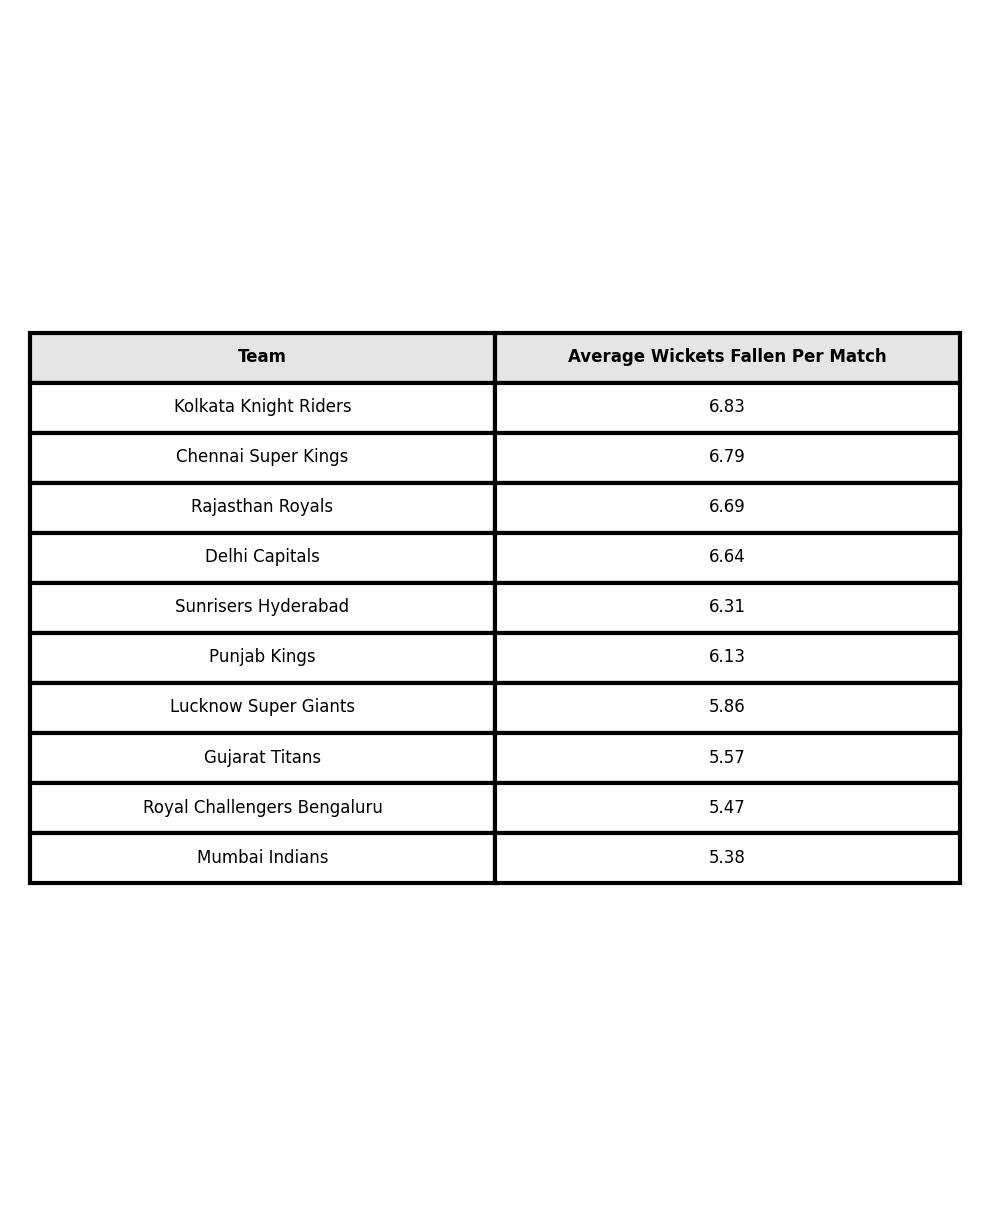 Team Average Wickets Fallen Per Match
Kolkata Knight Riders 6.83
Chennai Super Kings 6.79
Rajasthan Royals 6.69
Delhi Capitals 6.64
Sunrisers Hyderabad 6.31
Punjab Kings 6.13
Lucknow Super Giants 5.86
Gujarat Titans 5.57
Royal Challengers Bengaluru 5.47
Mumbai Indians 5.38